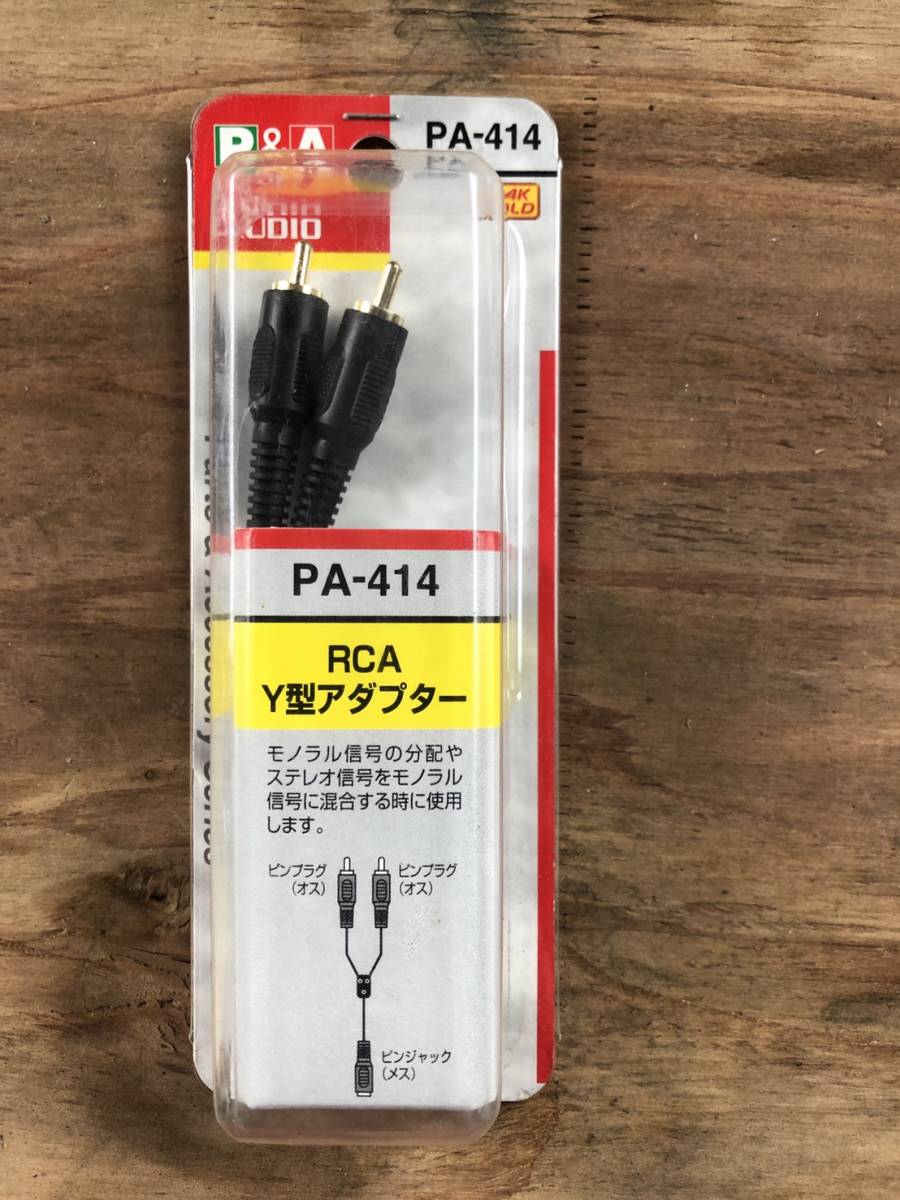 P&A
PA-414
AUDIO
PA-414
RCA
Y型アダプター
モノラル信号の分配や
ステレオ信号をモノラル
信号に混合する時に使用
します。
ピンプラグ
(オス)
ピンプラグ
(オス)
ピンジャック
(メス)